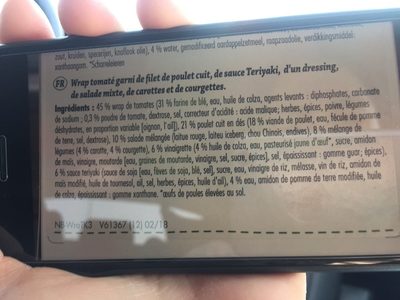 zout, kruiden, specerijen, knoflook olie), 4 % water, gemodificeerd aardappelzetmeel, raapzaadolie, verdikkingsmiddel:
xanthaangom. *Scharreleieren
FR Wrap tomaté garni de filet de poulet cuit, de sauce Teriyaki, d'un dressing,
de salade mixte, de carottes et de courgettes.
Ingrédients : 45 % wrap de tomates (31 % farine de blé, eau, huile de colza, agents levants : diphosphates, carbonate
de sodium ; 0,3 % poudre de tomate, dextrose, sel, correcteur d'acidité : acide malique; herbes, épices, poivre, légumes
déhydrates, en proportion variable (oignon, l'ail), 21 % poulet cuit en dés (18 % viande de poulet, eau, fécule de pomme
de terre, sel, dextrose), 10 % salade mélangée (laitue rouge, laiteu iceberg, chou Chinois, endives), 8 % mélange de
légumes (4 % carotte, 4 % courgette), 6 % vinaigrette (4 % huile de colza, eau, pasteurisé jaune d'œuf*, sucre, amidon
de maïs, vinaigre, moutarde (eau, graines de moutarde, vinaigre, sel, sucre, épices), sel, épaississant : gomme guar; épices),
6 % sauce teriyaki (sauce de soja (eau, fèves de soja, blé, sel), sucre, eau, vinaigre de riz, mélasse, vin de riz, amidon de
maïs modifié, huile de tournesol, ail, sel, herbes, épices, huile d'ail), 4 % eau, amidon de pomme de terre modifiée, huile
de colza, épaississant : gomme xanthane. *œufs de poules élevées au sol.
V61367 (12) 02/18